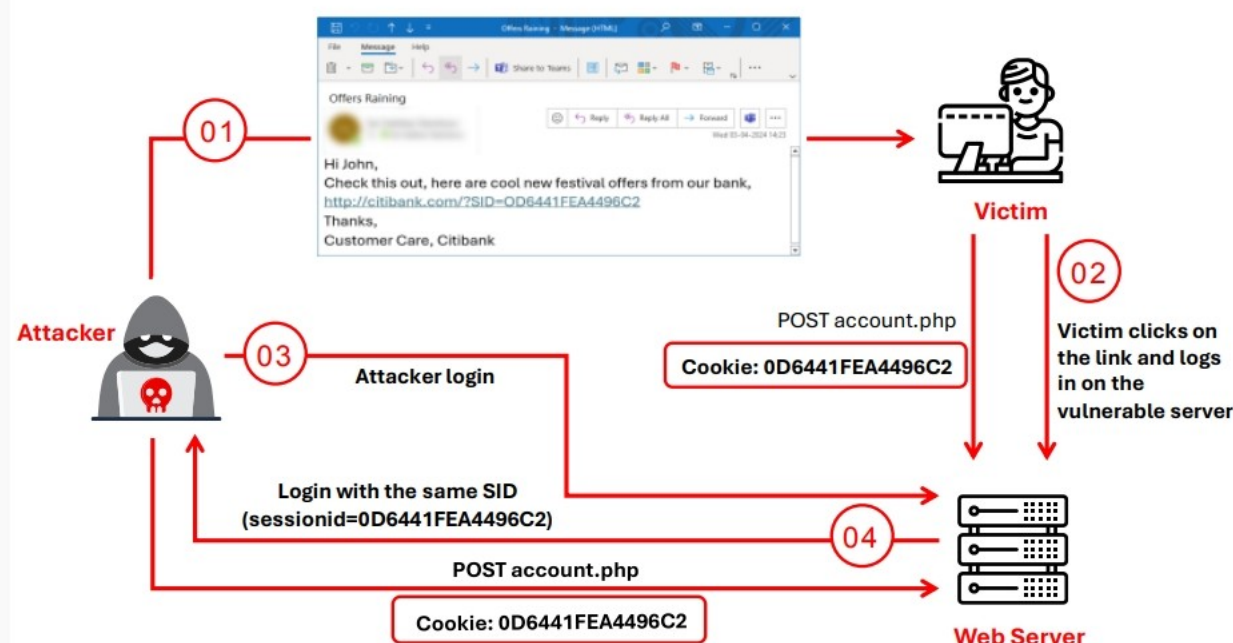 Offers Raining - Message (HTML)
File Message Help
Share to Teams
Offers Raining
Reply Reply All Forward
Wed 03-04-2024 14:23
Hi John,
Check this out, here are cool new festival offers from our bank,
http://citibank.com/?SID=OD6441FEA4496C2
Thanks,
Customer Care, Citibank
01
Victim
02
POST account.php
Cookie: 0D6441FEA4496C2
Victim clicks on
the link and logs
in on the
vulnerable server
Attacker
03
Attacker login
Login with the same SID
(sessionid=0D6441FEA4496C2)
04
POST account.php
Cookie: 0D6441FEA4496C2
Web Server